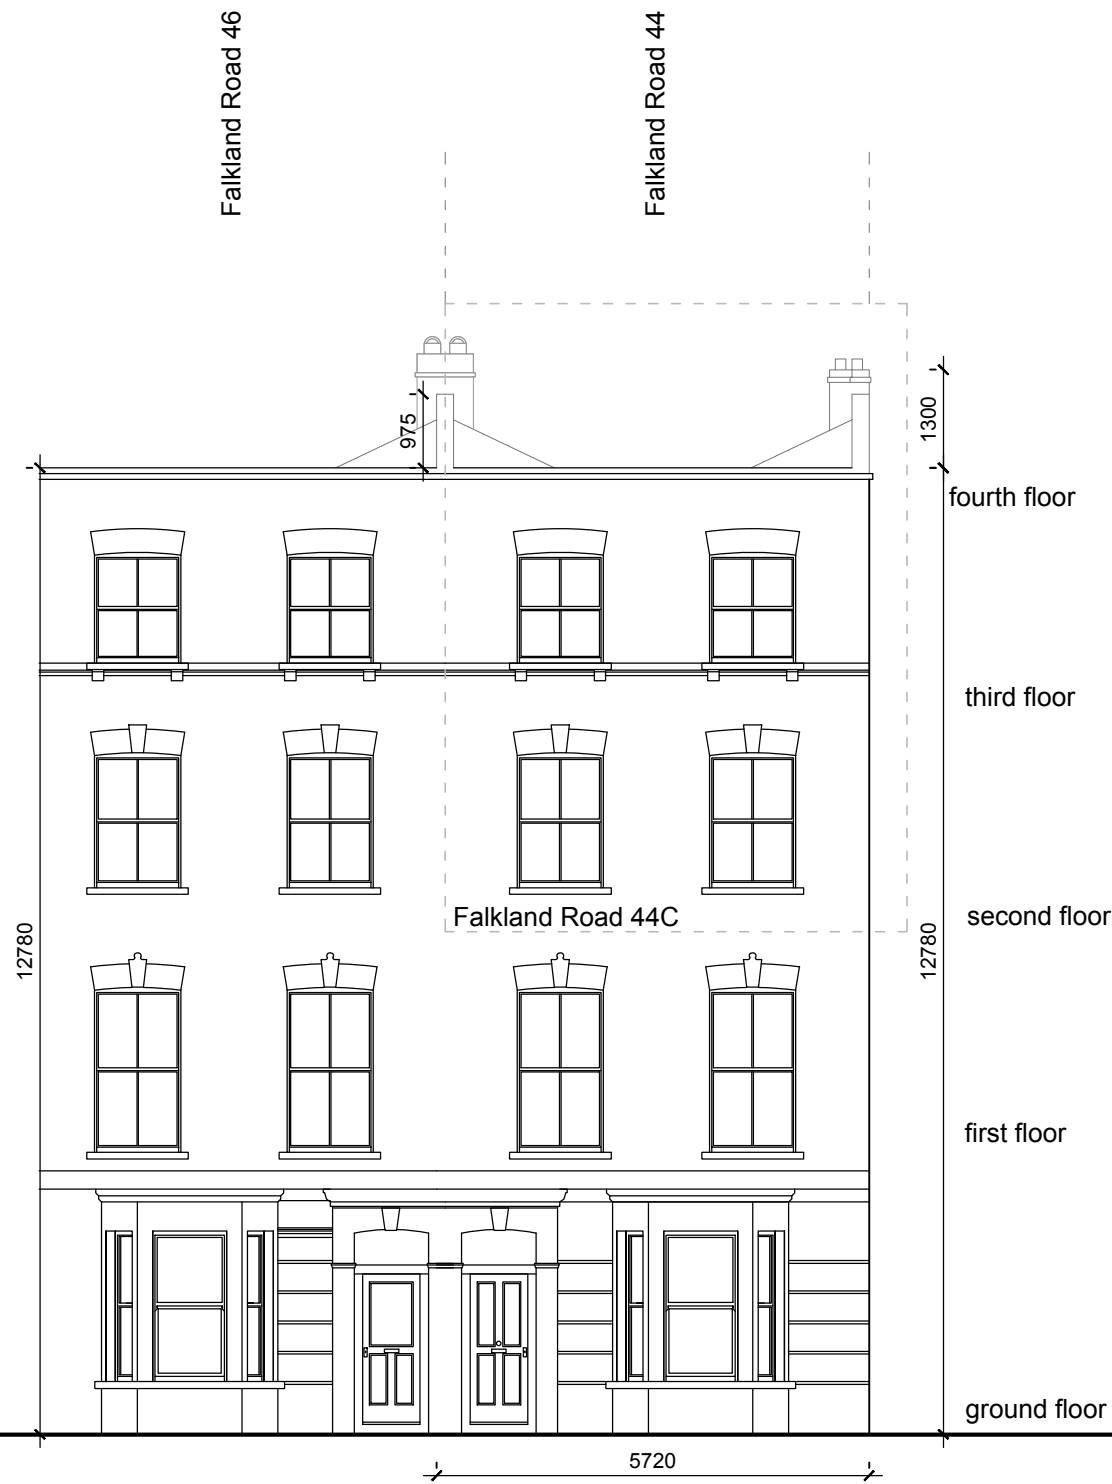 Falkland Road 46
Falkland Road 44
975
1300
fourth floor
third floor
Falkland Road 44C
second floor
12780
12780
first floor
ground floor
5720